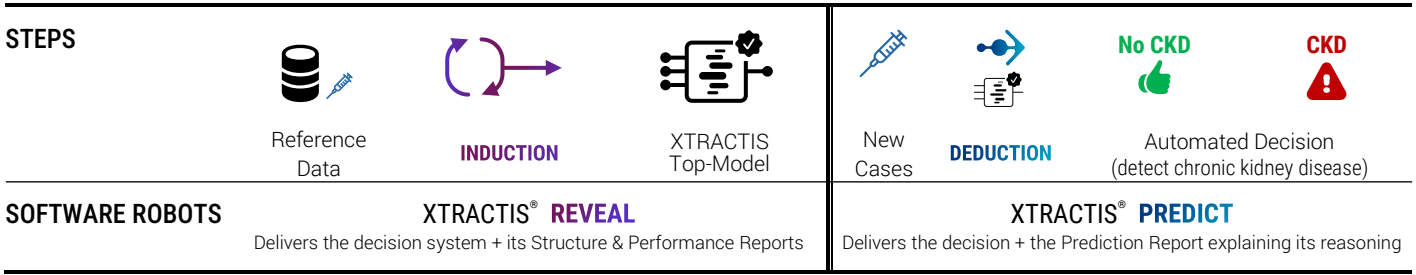 STEPS
No CKD
CKD
Reference
Data
INDUCTION
XTRACTIS
Top-Model
New
Cases
DEDUCTION
Automated Decision
(detect chronic kidney disease)
SOFTWARE ROBOTS
XTRACTIS® REVEAL
Delivers the decision system + its Structure & Performance Reports
XTRACTIS® PREDICT
Delivers the decision + the Prediction Report explaining its reasoning